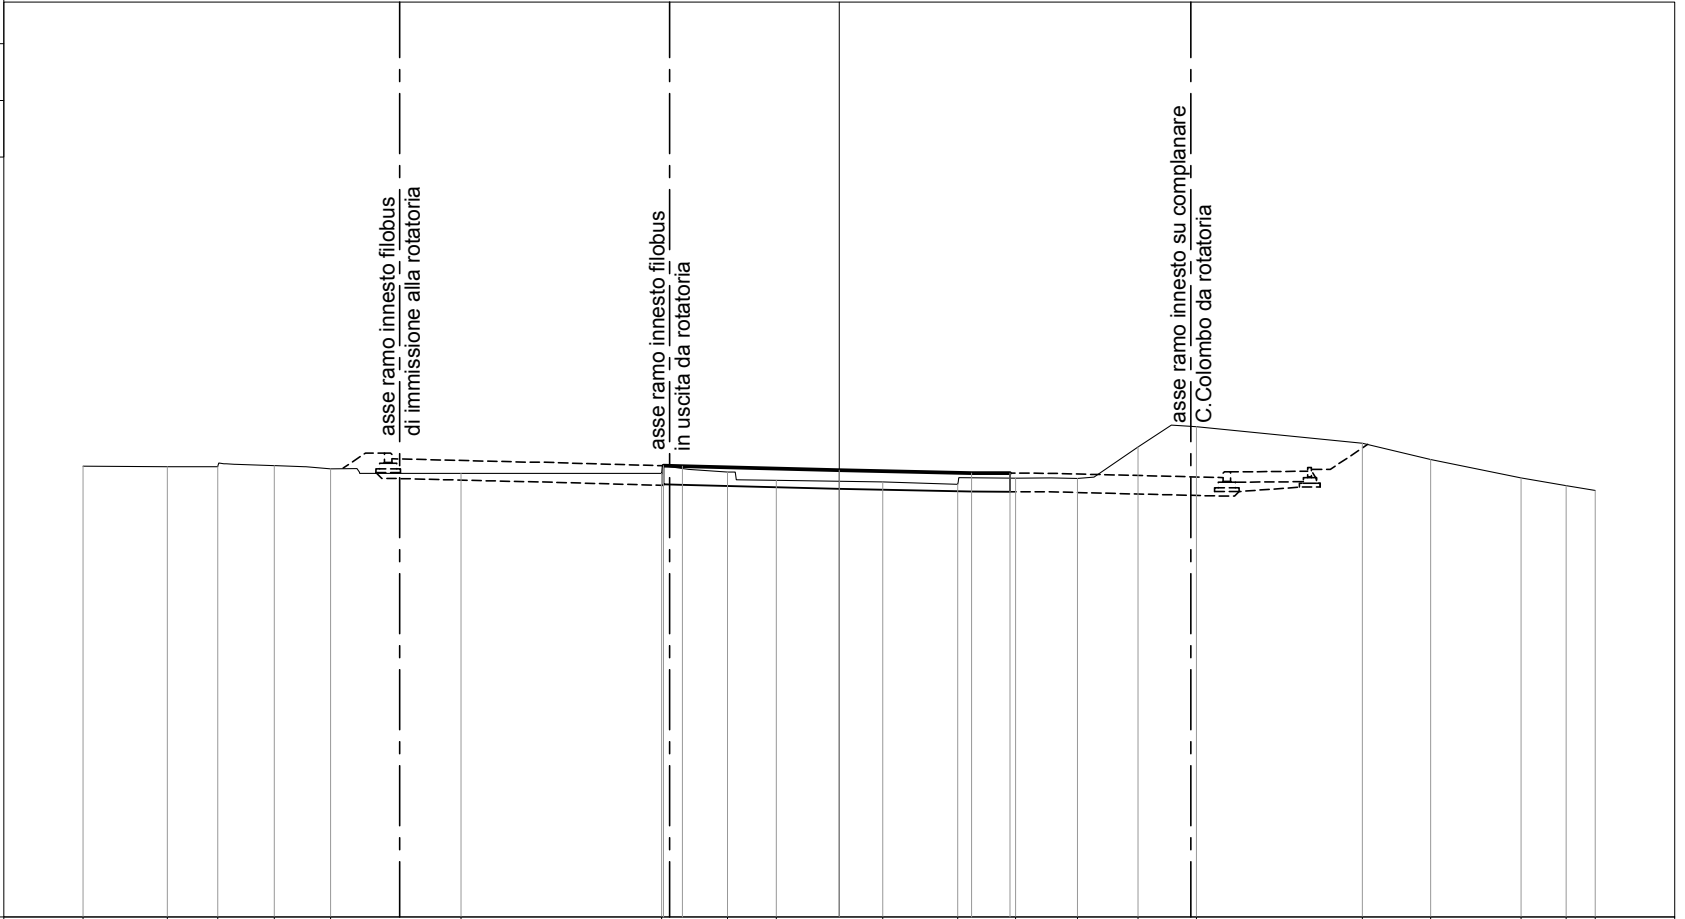 asse ramo innesto filobus
di immissione alla rotatoria
asse ramo innesto filobus
in uscita da rotatoria
asse ramo innesto su complanare
C.Colombo da rotatoria